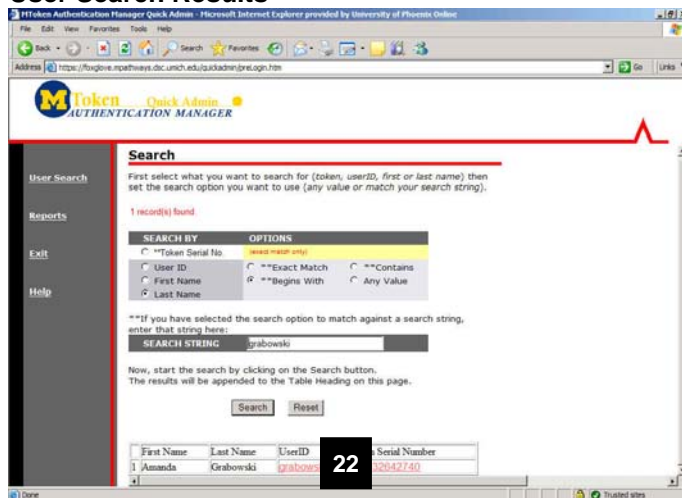 User Search Results
MToken Authentication Manager Quick Admin - Microsoft Internet Explorer provided by University of Phoenix Online
File Edit View Favorites Tools Help
Back Search Favorites
Address https://foxglove.mpathways.dsc.umich.edu/quickadmin/preLogin.htm Go Links
M Token Quick Admin
AUTHENTICATION MANAGER
Search
User Search
First select what you want to search for (token, userID, first or last name) then
set the search option you want to use (any value or match your search string).
Reports
1 record(s) found
SEARCH BY OPTIONS
Exit
**Token Serial No. (exact match only)
User ID **Exact Match **Contains
First Name **Begins With Any Value
Help
Last Name
**If you have selected the search option to match against a search string,
enter that string here:
SEARCH STRING grabowski
Now, start the search by clicking on the Search button.
The results will be appended to the Table Heading on this page.
Search Reset
First Name Last Name UserID Serial Number
1 Amanda Grabowski grabows 22 02642740
Done Trusted sites